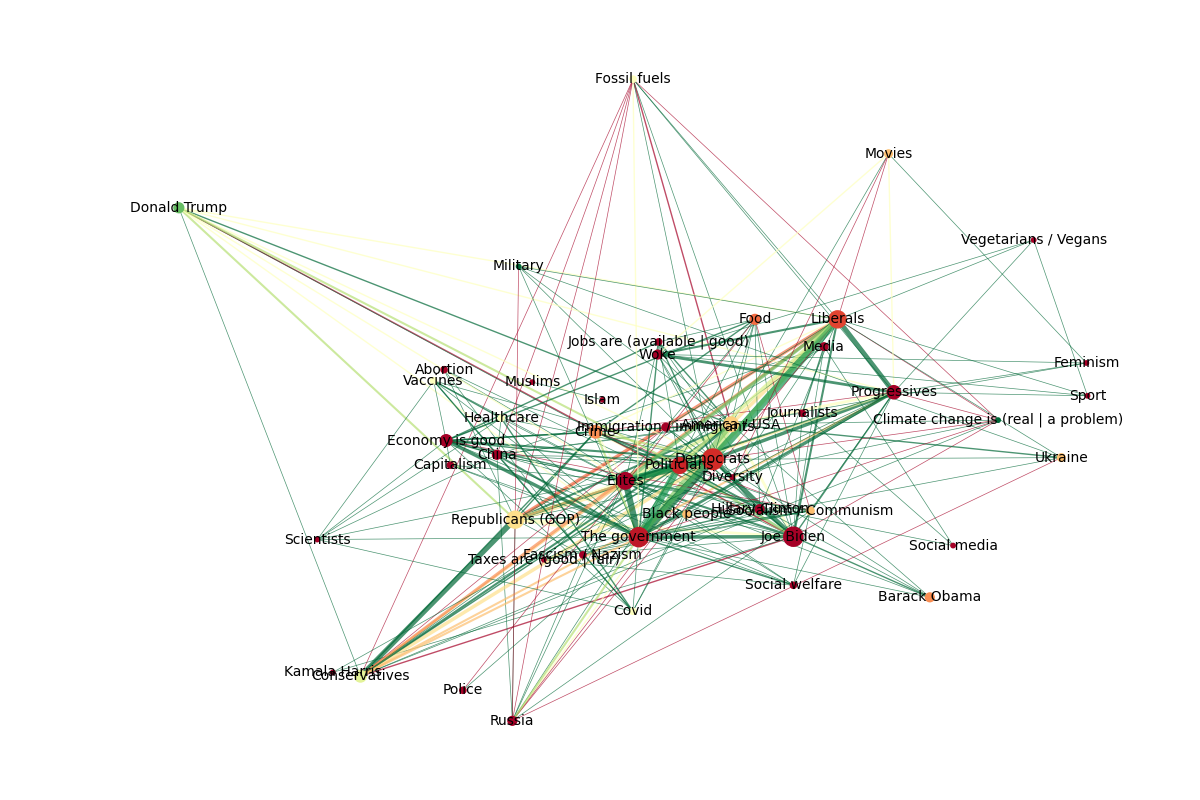 Fossil fuels
Movies
Donald Trump
Vegetarians / Vegans
Military
Food
Liberals
Jobs are (available | good)
Media
Woke
Abortion
Vaccines
Muslims
Feminism
Progressives
Sport
Islam
Journalists
Healthcare
Climate change is (real | a problem)
America / USA
Immigration / immigrants
Crime
Economy is good
China
Capitalism
Politicians
Democrats
Ukraine
Elites
Diversity
Hillary Clinton
Black people
Communism
Republicans (GOP)
The government
Joe Biden
Scientists
Fascism / Nazism
Taxes are (good | fair)
Social media
Social welfare
Barack Obama
Covid
Kamala Harris
Conservatives
Police
Russia